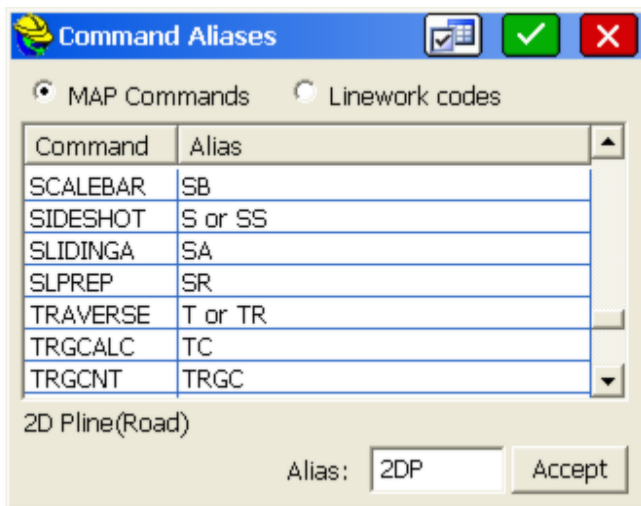 Command Aliases
MAP Commands Linework codes
Command Alias
SCALEBAR SB
SIDESHOT S or SS
SLIDINGA SA
SLPREP SR
TRAVERSE T or TR
TRGCALC TC
TRGCNT TRGC
2D Pline(Road)
Alias: 2DP Accept